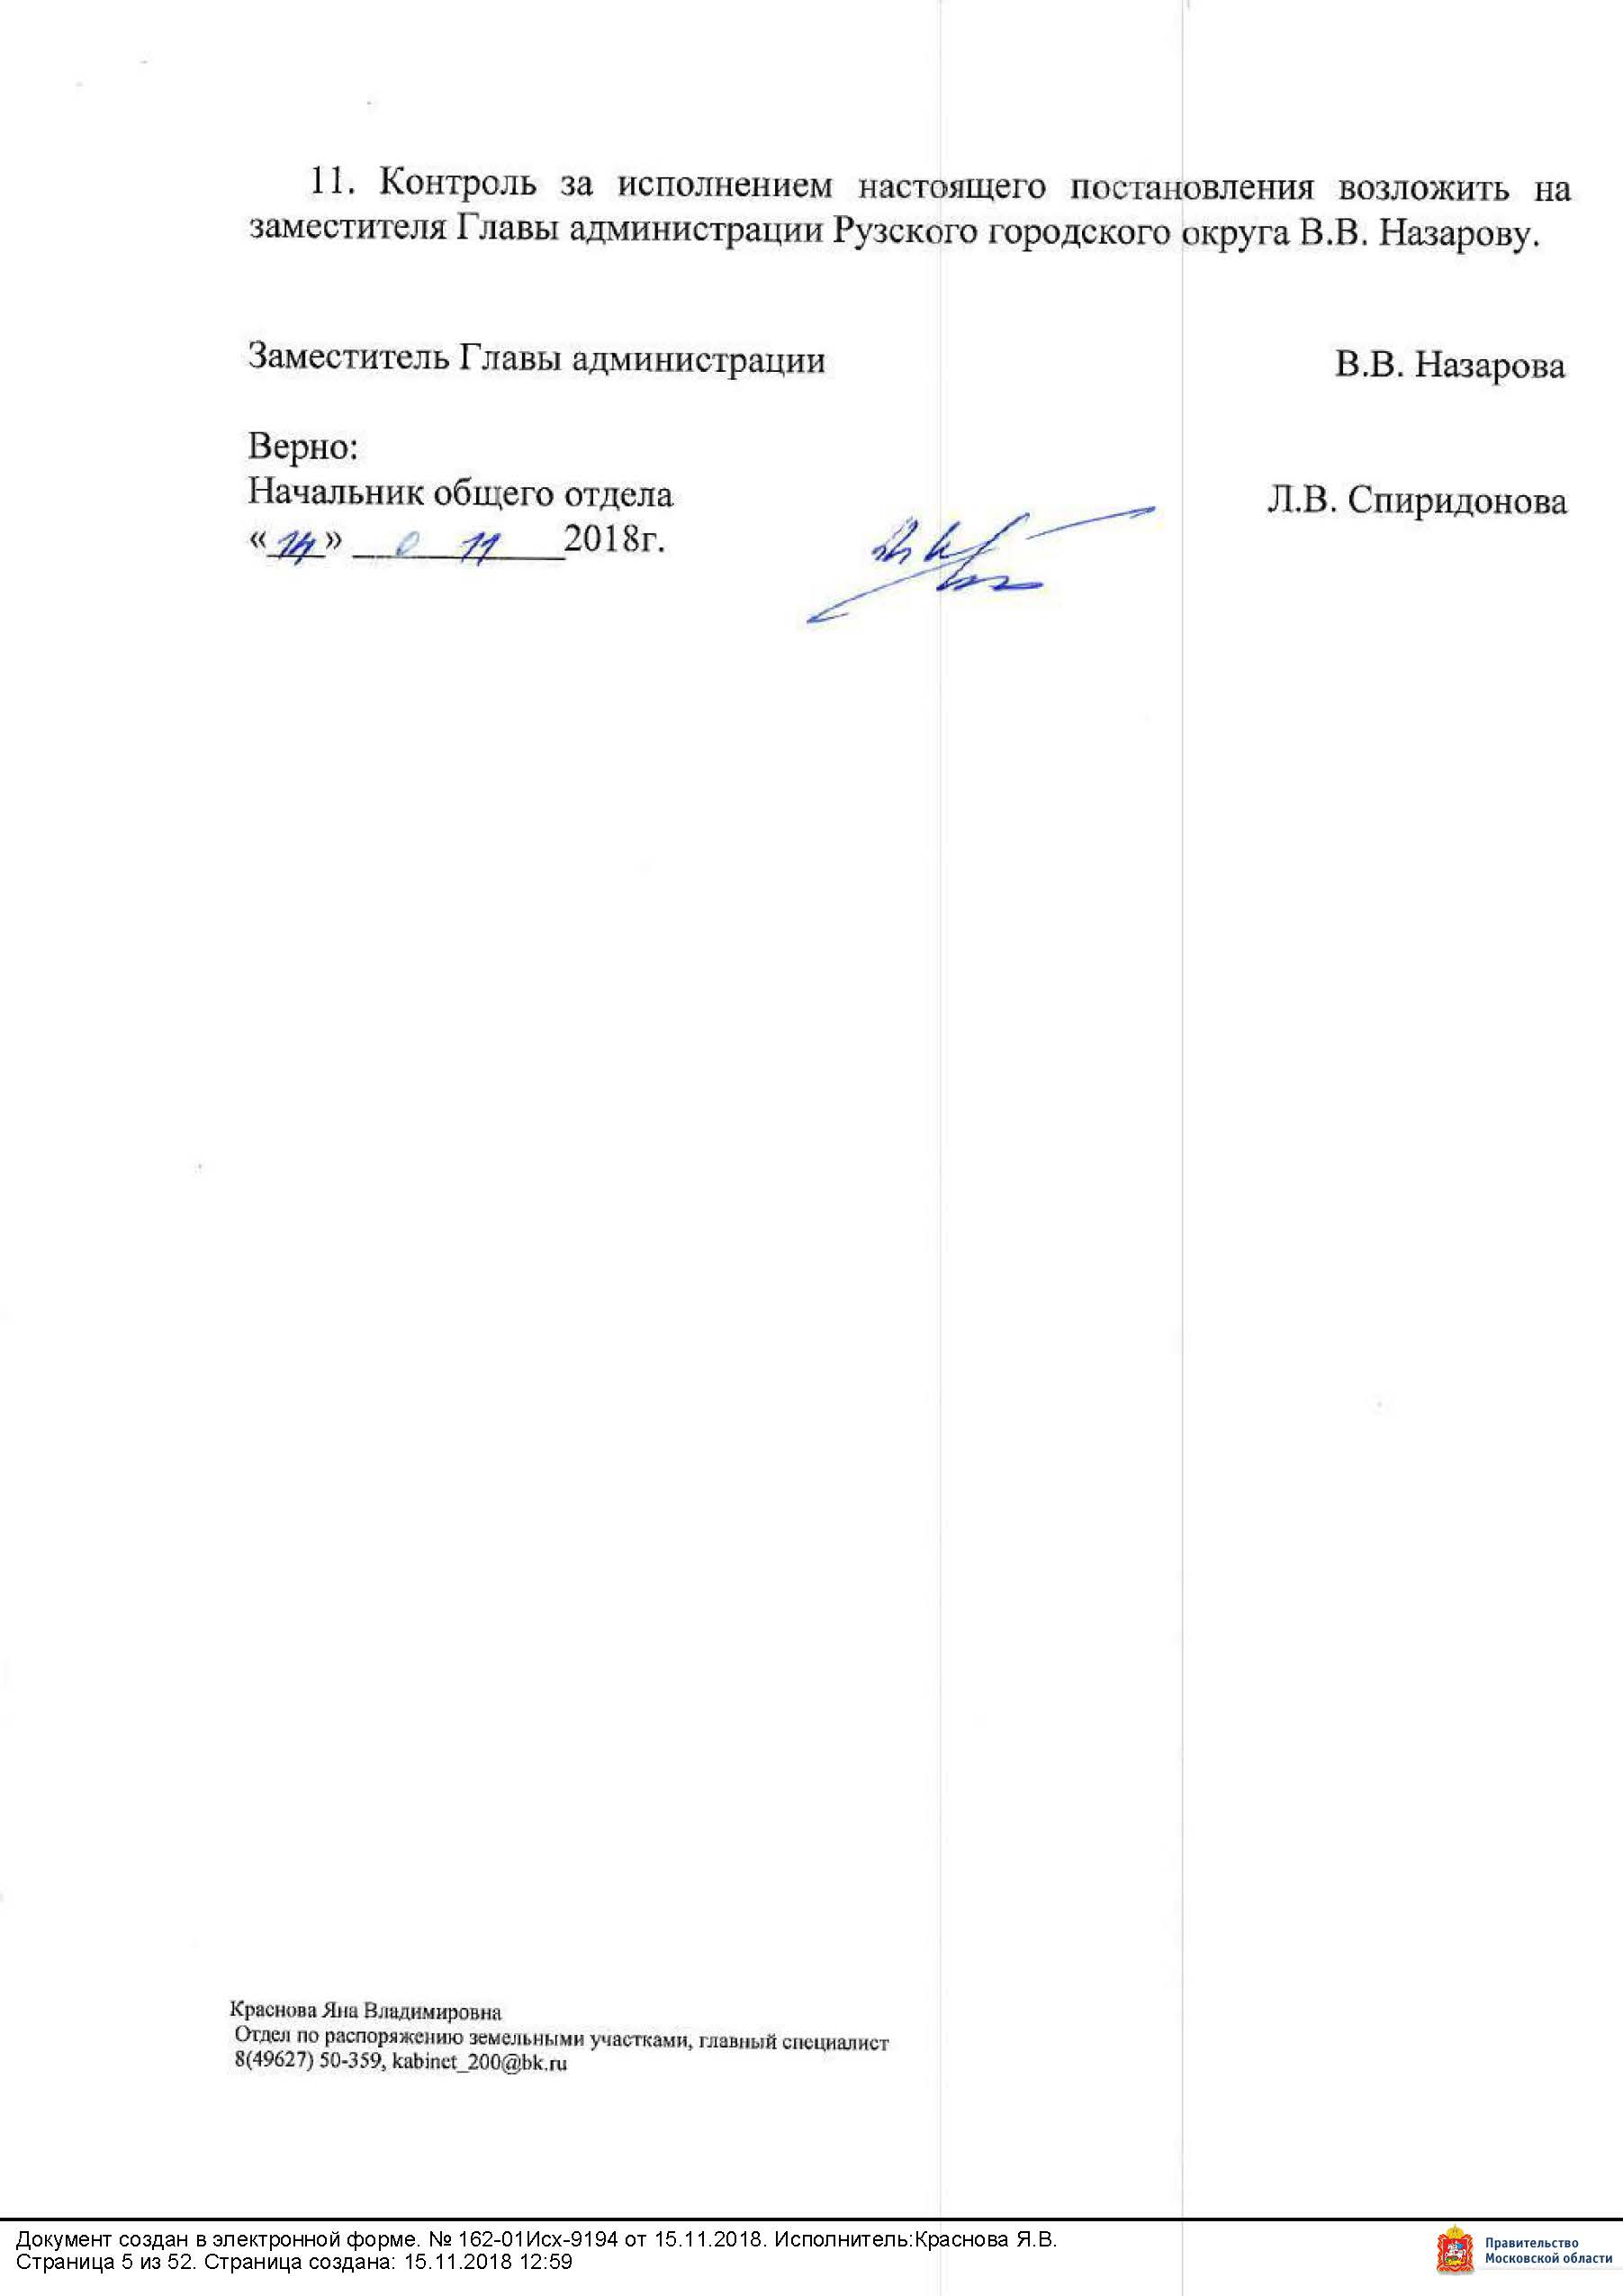 11. Контроль за исполнением настоящего постановления возложить на
заместителя Главы администрации Рузского городского округа В.В. Назарову.
Заместитель Главы администрации В.В. Назарова
Верно:
Начальник общего отдела Л.В. Спиридонова
«14» 11 2018г.
Краснова Яна Владимировна
Отдел по распоряжению земельными участками, главный специалист
8(49627) 50-359, kabinet_200@bk.ru
Документ создан в электронной форме. № 162-01Исх-9194 от 15.11.2018. Исполнитель:Краснова Я.В.
Страница 5 из 52. Страница создана: 15.11.2018 12:59
Правительство
Московской области